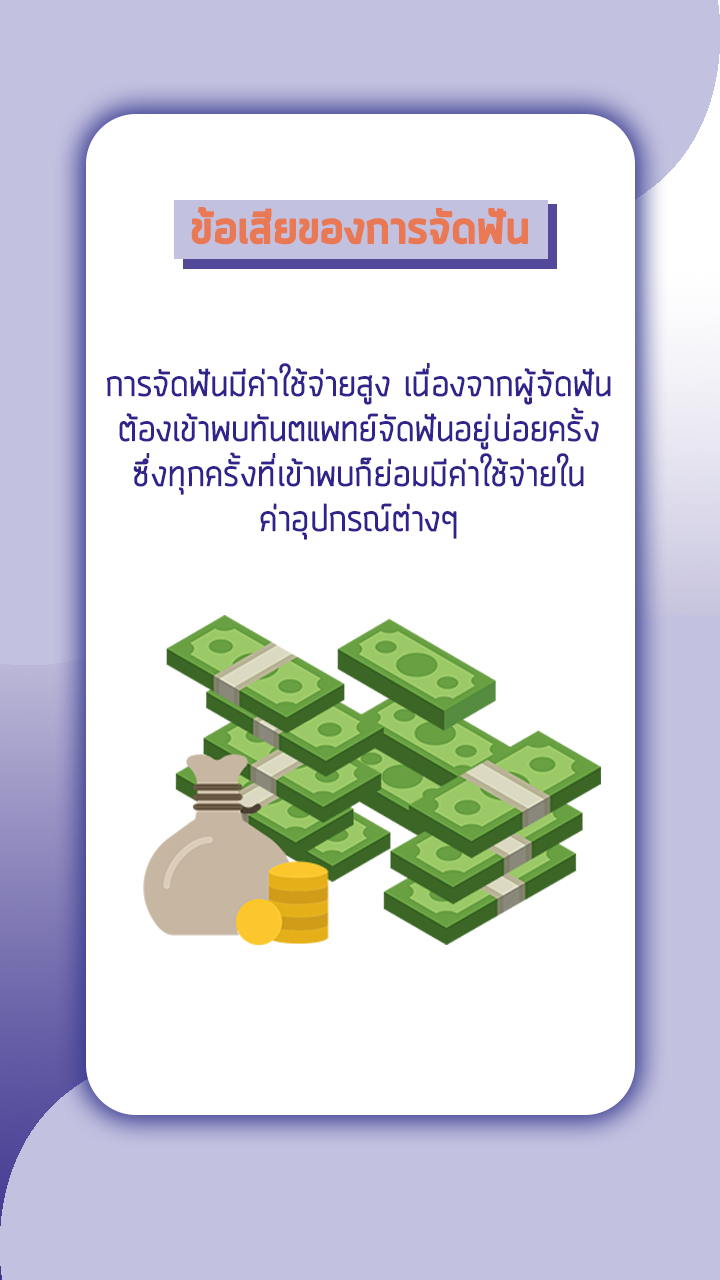 ข้อเสียของการจัดฟัน
การจัดฟันมีค่าใช้จ่ายสูง เนื่องจากผู้จัดฟัน
ต้องเข้าพบทันตแพทย์จัดฟันอยู่บ่อยครั้ง
ซึ่งทุกครั้งที่เข้าพบก็ย่อมมีค่าใช้จ่ายใน
ค่าอุปกรณ์ต่างๆ